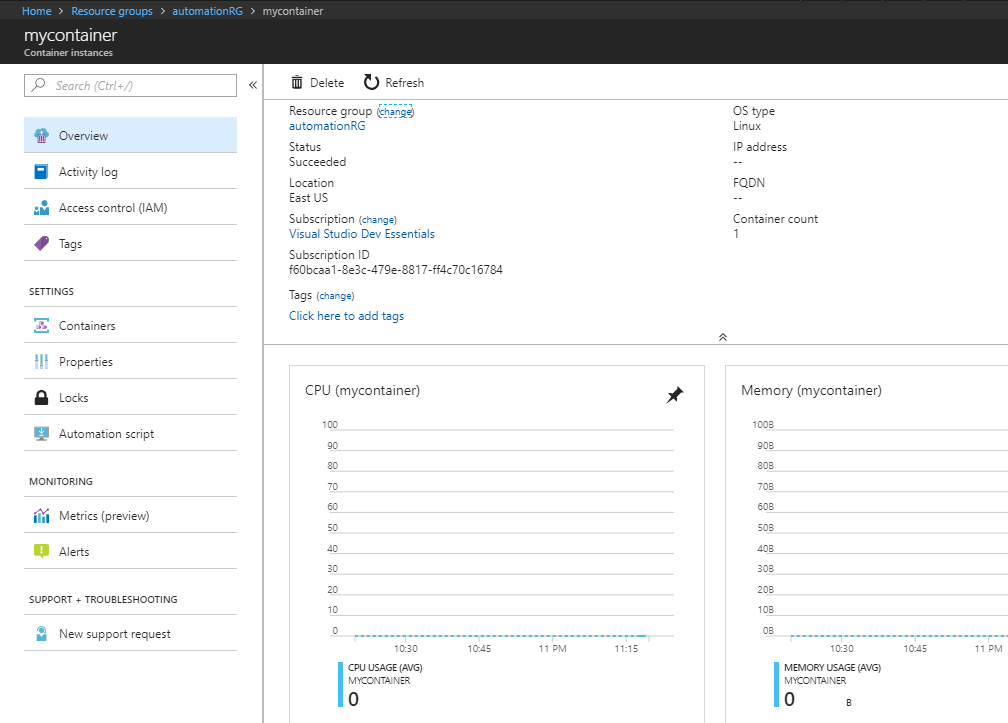 Home > Resource groups > automationRG > mycontainer
mycontainer
Container instances
Search (Ctrl+/)
«
Overview
Activity log
Access control (IAM)
Tags
SETTINGS
Containers
Properties
Locks
Automation script
MONITORING
Metrics (preview)
Alerts
SUPPORT + TROUBLESHOOTING
New support request
Delete
Refresh
Resource group (change)
automationRG
Status
Succeeded
Location
East US
Subscription (change)
Visual Studio Dev Essentials
Subscription ID
f60bcaa1-8e3c-479e-8817-ff4c70c16784
Tags (change)
Click here to add tags
OS type
Linux
IP address
--
FQDN
--
Container count
1
CPU (mycontainer)
100
90
80
70
60
50
40
30
20
10
0
10:30 10:45 11 PM 11:15
CPU USAGE (AVG)
MYCONTAINER
0
Memory (mycontainer)
100B
90B
80B
70B
60B
50B
40B
30B
20B
10B
0B
10:30 10:45 11 PM
MEMORY USAGE (AVG)
MYCONTAINER
0 B